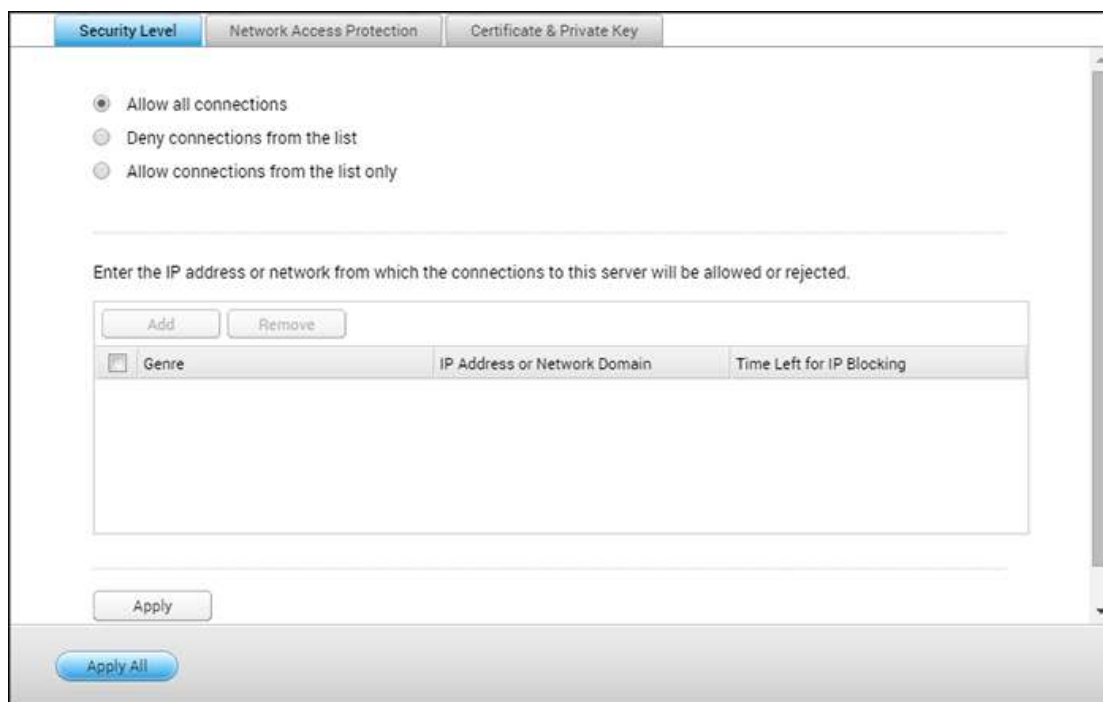 Security Level Network Access Protection Certificate & Private Key
Allow all connections
Deny connections from the list
Allow connections from the list only
Enter the IP address or network from which the connections to this server will be allowed or rejected.
Add Remove
Genre IP Address or Network Domain Time Left for IP Blocking
Apply
Apply All